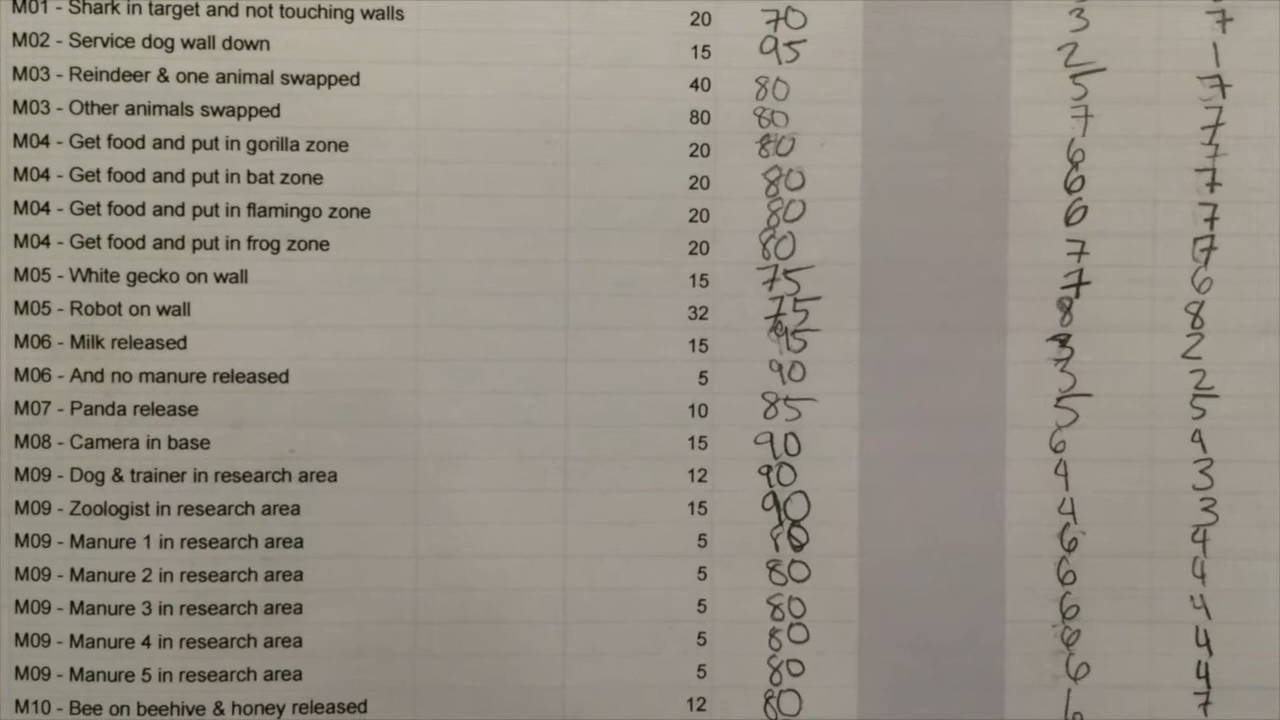 M01 - Shark in target and not touching walls 20 70 3 7
M02 - Service dog wall down 15 95 2 1
M03 - Reindeer & one animal swapped 40 80 5 7
M03 - Other animals swapped 80 80 7 7
M04 - Get food and put in gorilla zone 20 80 6 7
M04 - Get food and put in bat zone 20 80 6 7
M04 - Get food and put in flamingo zone 20 80 6 7
M04 - Get food and put in frog zone 20 80 7 7
M05 - White gecko on wall 15 75 7 6
M05 - Robot on wall 32 75 8 8
M06 - Milk released 15 95 3 2
M06 - And no manure released 5 90 3 2
M07 - Panda release 10 85 5 5
M08 - Camera in base 15 90 6 4
M09 - Dog & trainer in research area 12 90 4 3
M09 - Zoologist in research area 15 90 4 3
M09 - Manure 1 in research area 5 6 4
M09 - Manure 2 in research area 5 80 6 4
M09 - Manure 3 in research area 5 80 6 4
M09 - Manure 4 in research area 5 80 6 4
M09 - Manure 5 in research area 5 80 6 4
M10 - Bee on beehive & honey released 12 80 7